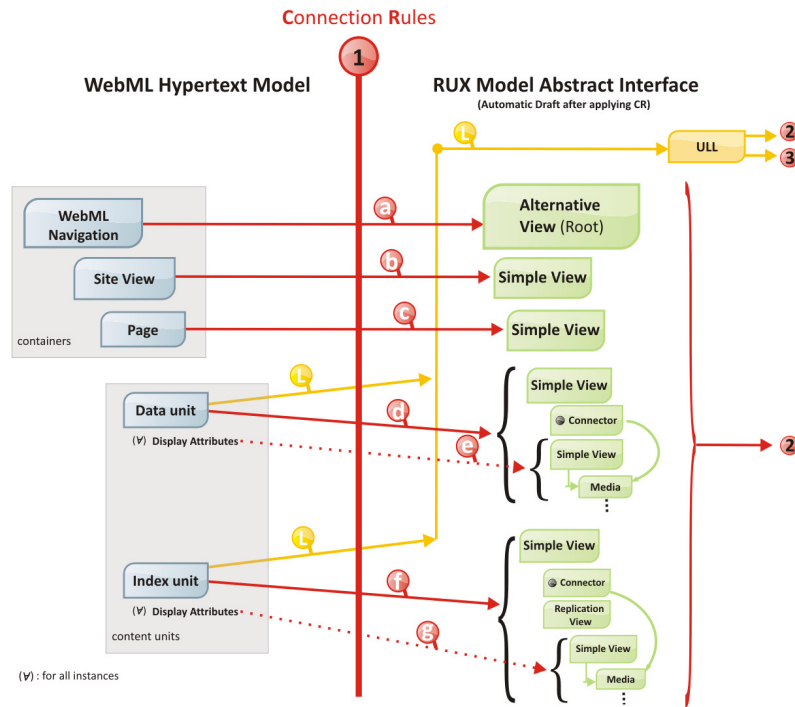 Connection Rules
1
WebML Hypertext Model
RUX Model Abstract Interface
(Automatic Draft after applying CR)
L
ULL
2
3
WebML
Navigation
a
Alternative
View (Root)
Site View
b
Simple View
Page
c
Simple View
containers
L
Simple View
Data unit
d
Connector
(∀) Display Attributes
e
Simple View
Media
2
L
Simple View
Index unit
f
Connector
(∀) Display Attributes
Replication
View
g
content units
Simple View
Media
(∀) : for all instances